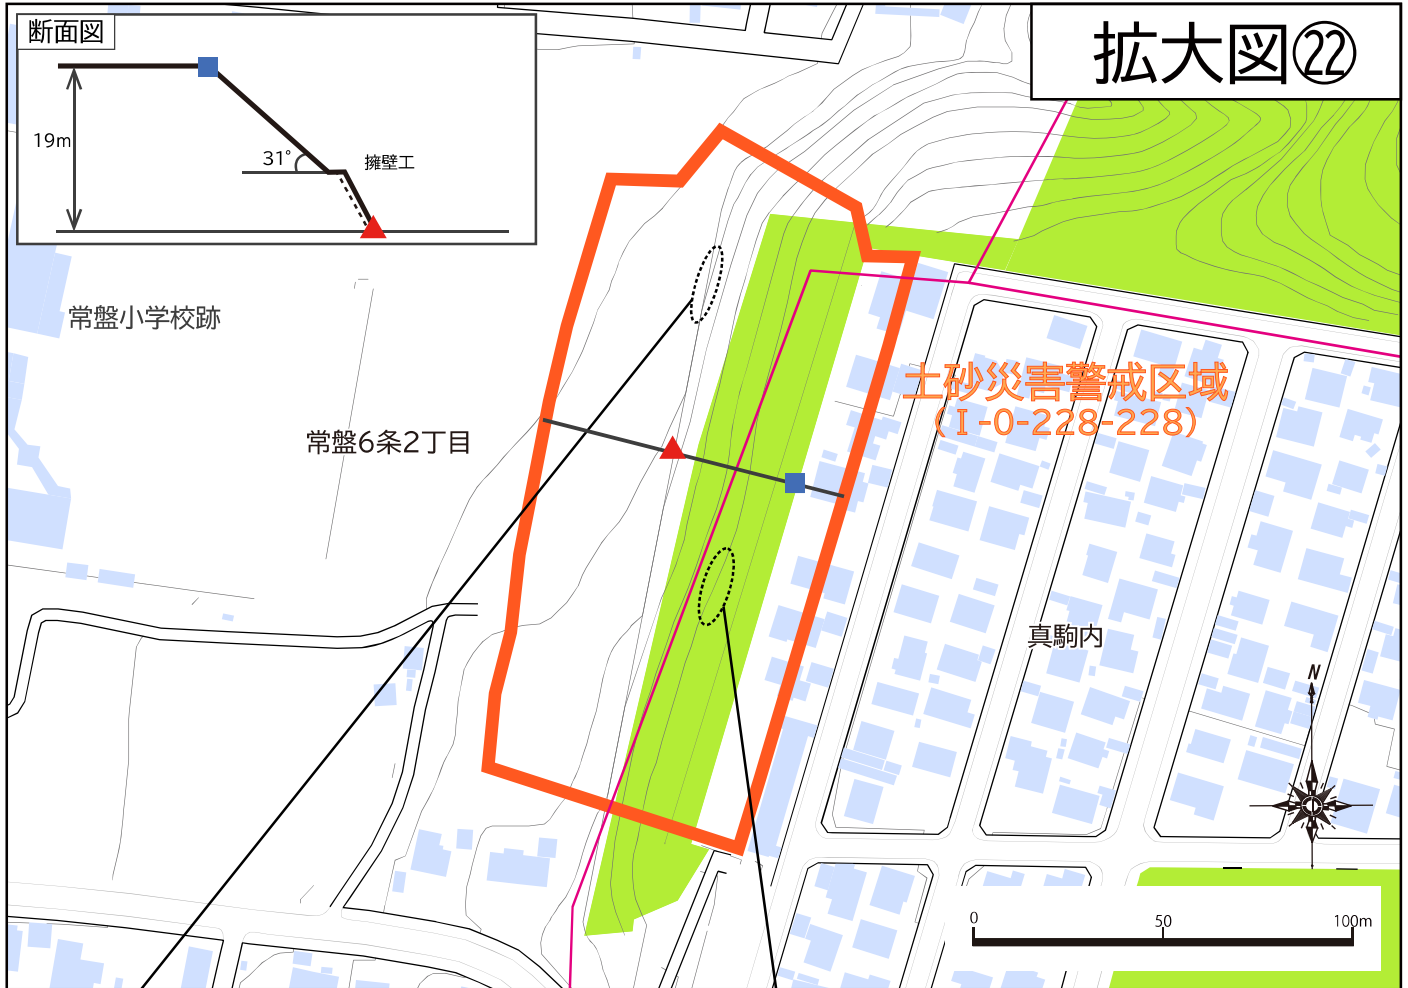 断面図
拡大図㉒
19m
31°
擁壁工
常盤小学校跡
土砂災害警戒区域
(Ⅰ-0-228-228)
常盤6条2丁目
真駒内
N
0 50 100m